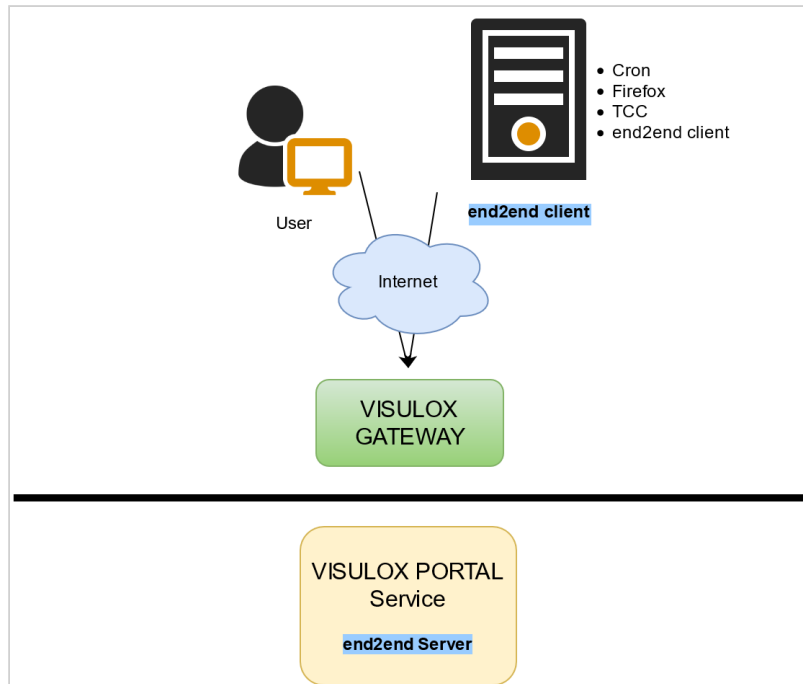 Cron
Firefox
TCC
end2end client
end2end client
User
Internet
VISULOX
GATEWAY
VISULOX PORTAL
Service
end2end Server